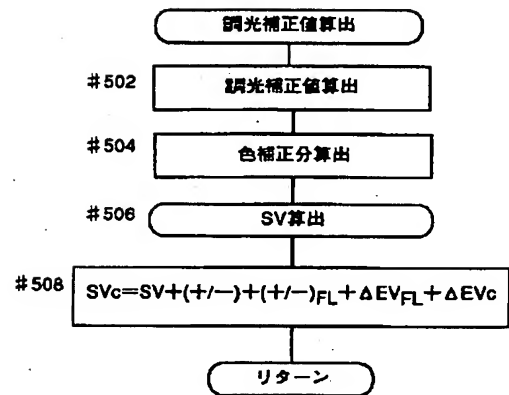 調光補正値算出
#502 調光補正値算出
#504 色補正分算出
#506 SV算出
#508 SVc=SV+(+/−)+(+/−)FL+ΔEVFL+ΔEVc
リターン